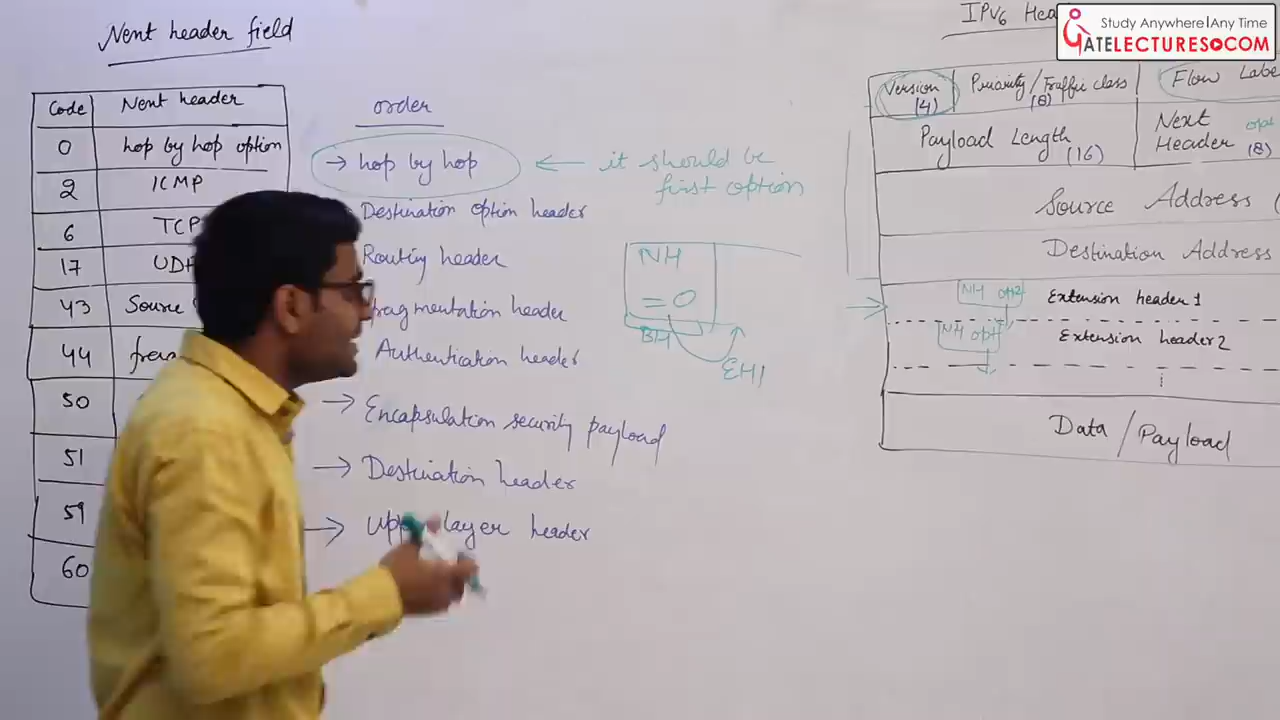 Next header field
Code Next header
0 hop by hop option
2 ICMP
6 TCP
17
43 Source
44
50
51
59
60
order
→ hop by hop ← it should be first option
Destination option header
Routing header
Authentication header
→ Encapsulation security payload
→ Destination header
→ layer header
NH
= 0
BH
EH1
IPV6
Study Anywhere | Any Time
GATELECTURES.COM
Version (4) Priority/Traffic class (8) Flow
Payload Length (16) Next Header (8)
Source Address
Destination Address
NH Extension header 1
NH Extension header 2
Data / Payload